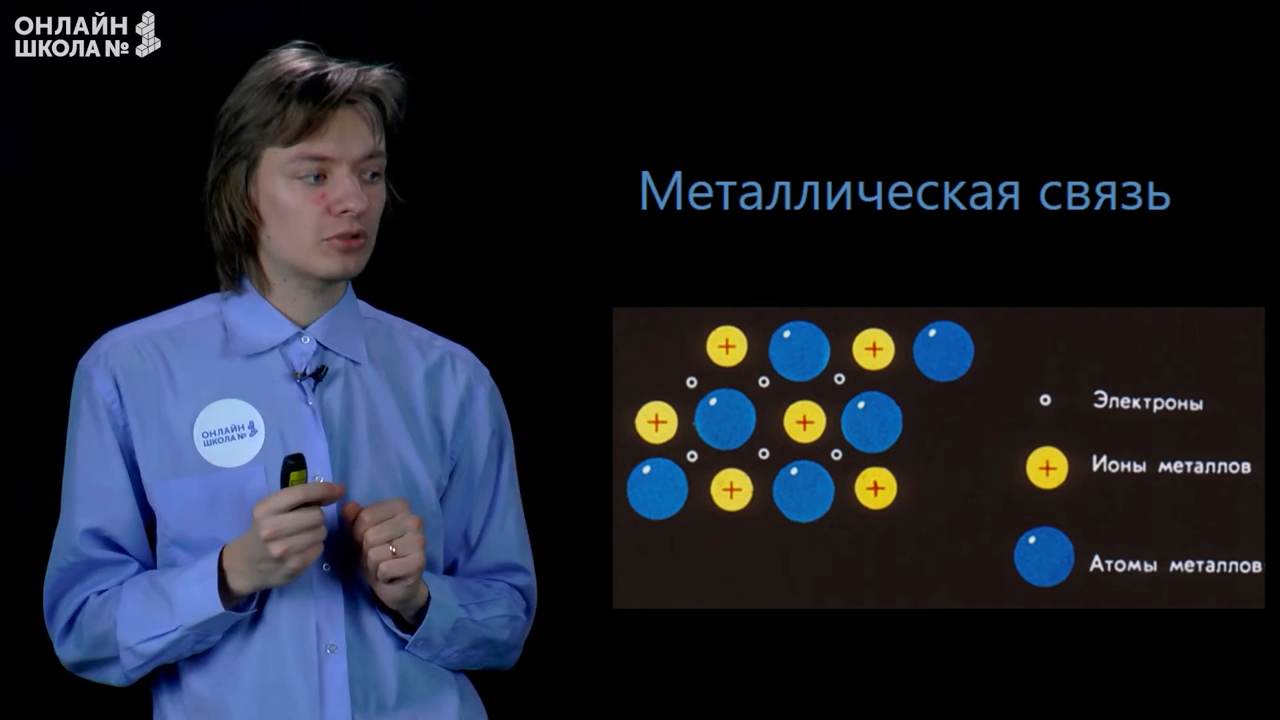 ОНЛАЙН
ШКОЛА №
Металлическая связь
ОНЛАЙН
ШКОЛА №
Электроны
Ионы металлов
Атомы металлов